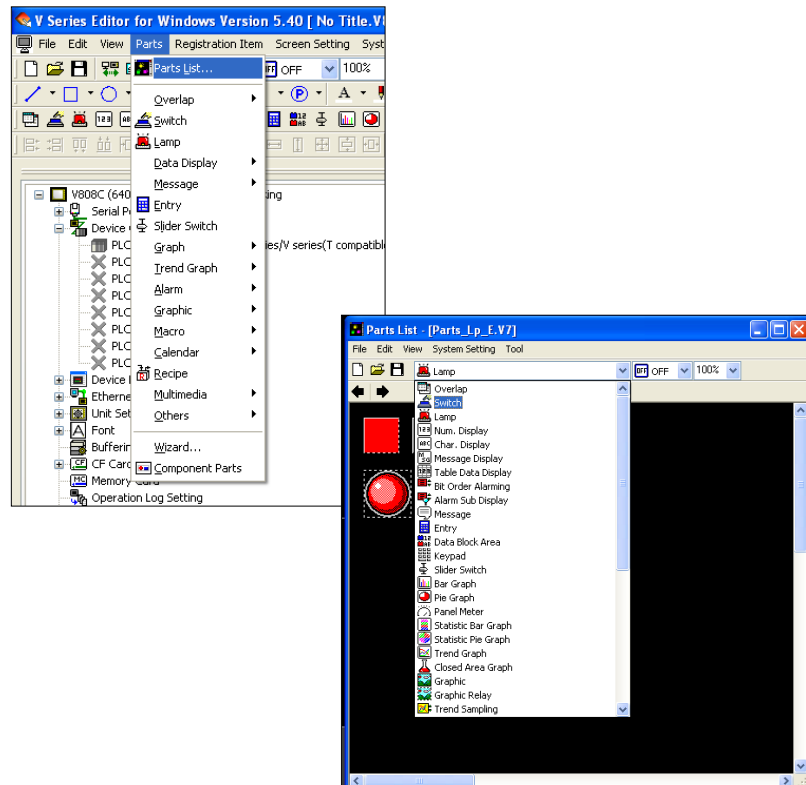 V Series Editor for Windows Version 5.40 [ No Title.V
File Edit View Parts Registration Item Screen Setting Syst
Parts List...
OFF
100%
Overlap
Switch
Lamp
Data Display
Message
Entry
Slider Switch
Graph
Trend Graph
Alarm
Graphic
Macro
Calendar
Recipe
Multimedia
Others
Wizard...
Component Parts
V808C (640
ing
Serial P
Device
PLC
ies/V series(T compatibl
PLC
PLC
PLC
PLC
PLC
PLC
PLC
Device
Etherne
Unit Set
Font
Bufferin
CF Card
Memory Card
Operation Log Setting
Parts List - [Parts_Lp_E.V7]
File Edit View System Setting Tool
Lamp
OFF OFF
100%
Overlap
Switch
Lamp
Num. Display
Char. Display
Message Display
Table Data Display
Bit Order Alarming
Alarm Sub Display
Message
Entry
Data Block Area
Keypad
Slider Switch
Bar Graph
Pie Graph
Panel Meter
Statistic Bar Graph
Statistic Pie Graph
Trend Graph
Closed Area Graph
Graphic
Graphic Relay
Trend Sampling